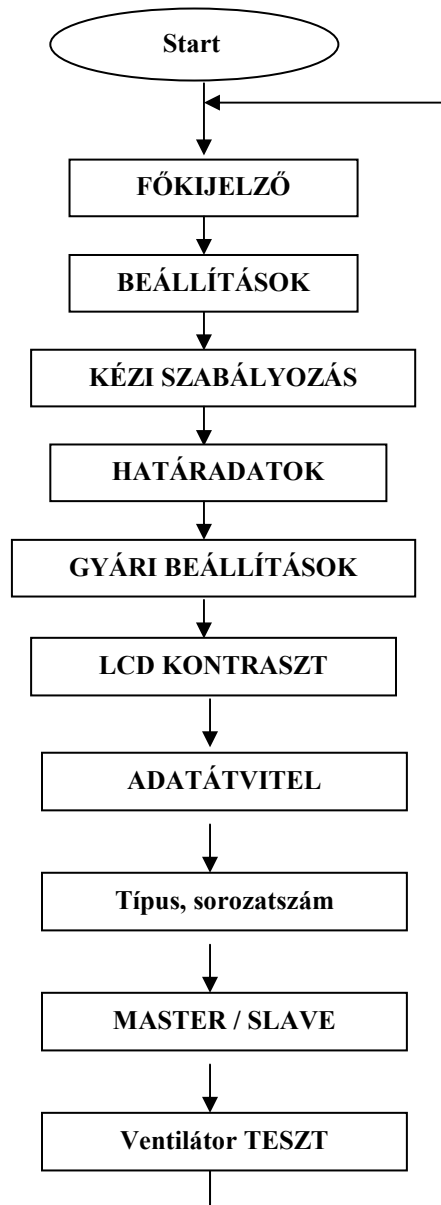 Start
FŐKIJELZŐ
BEÁLLÍTÁSOK
KÉZI SZABÁLYOZÁS
HATÁRADATOK
GYÁRI BEÁLLÍTÁSOK
LCD KONTRASZT
ADATÁTVITEL
Típus, sorozatszám
MASTER / SLAVE
Ventilátor TESZT